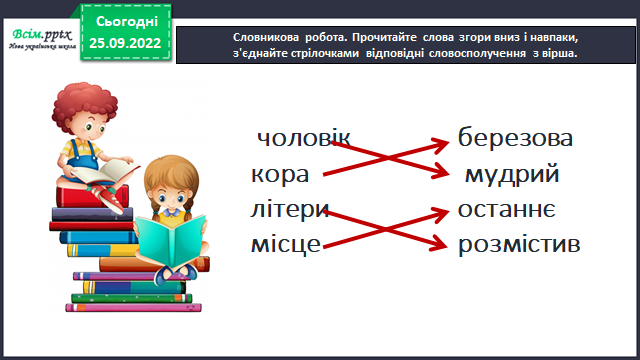 Всім.pptx
Нова українська школа
Сьогодні
25.09.2022
Словникова робота. Прочитайте слова згори вниз і навпаки,
з'єднайте стрілочками відповідні словосполучення з вірша.
чоловік березова
кора мудрий
літери останнє
місце розмістив